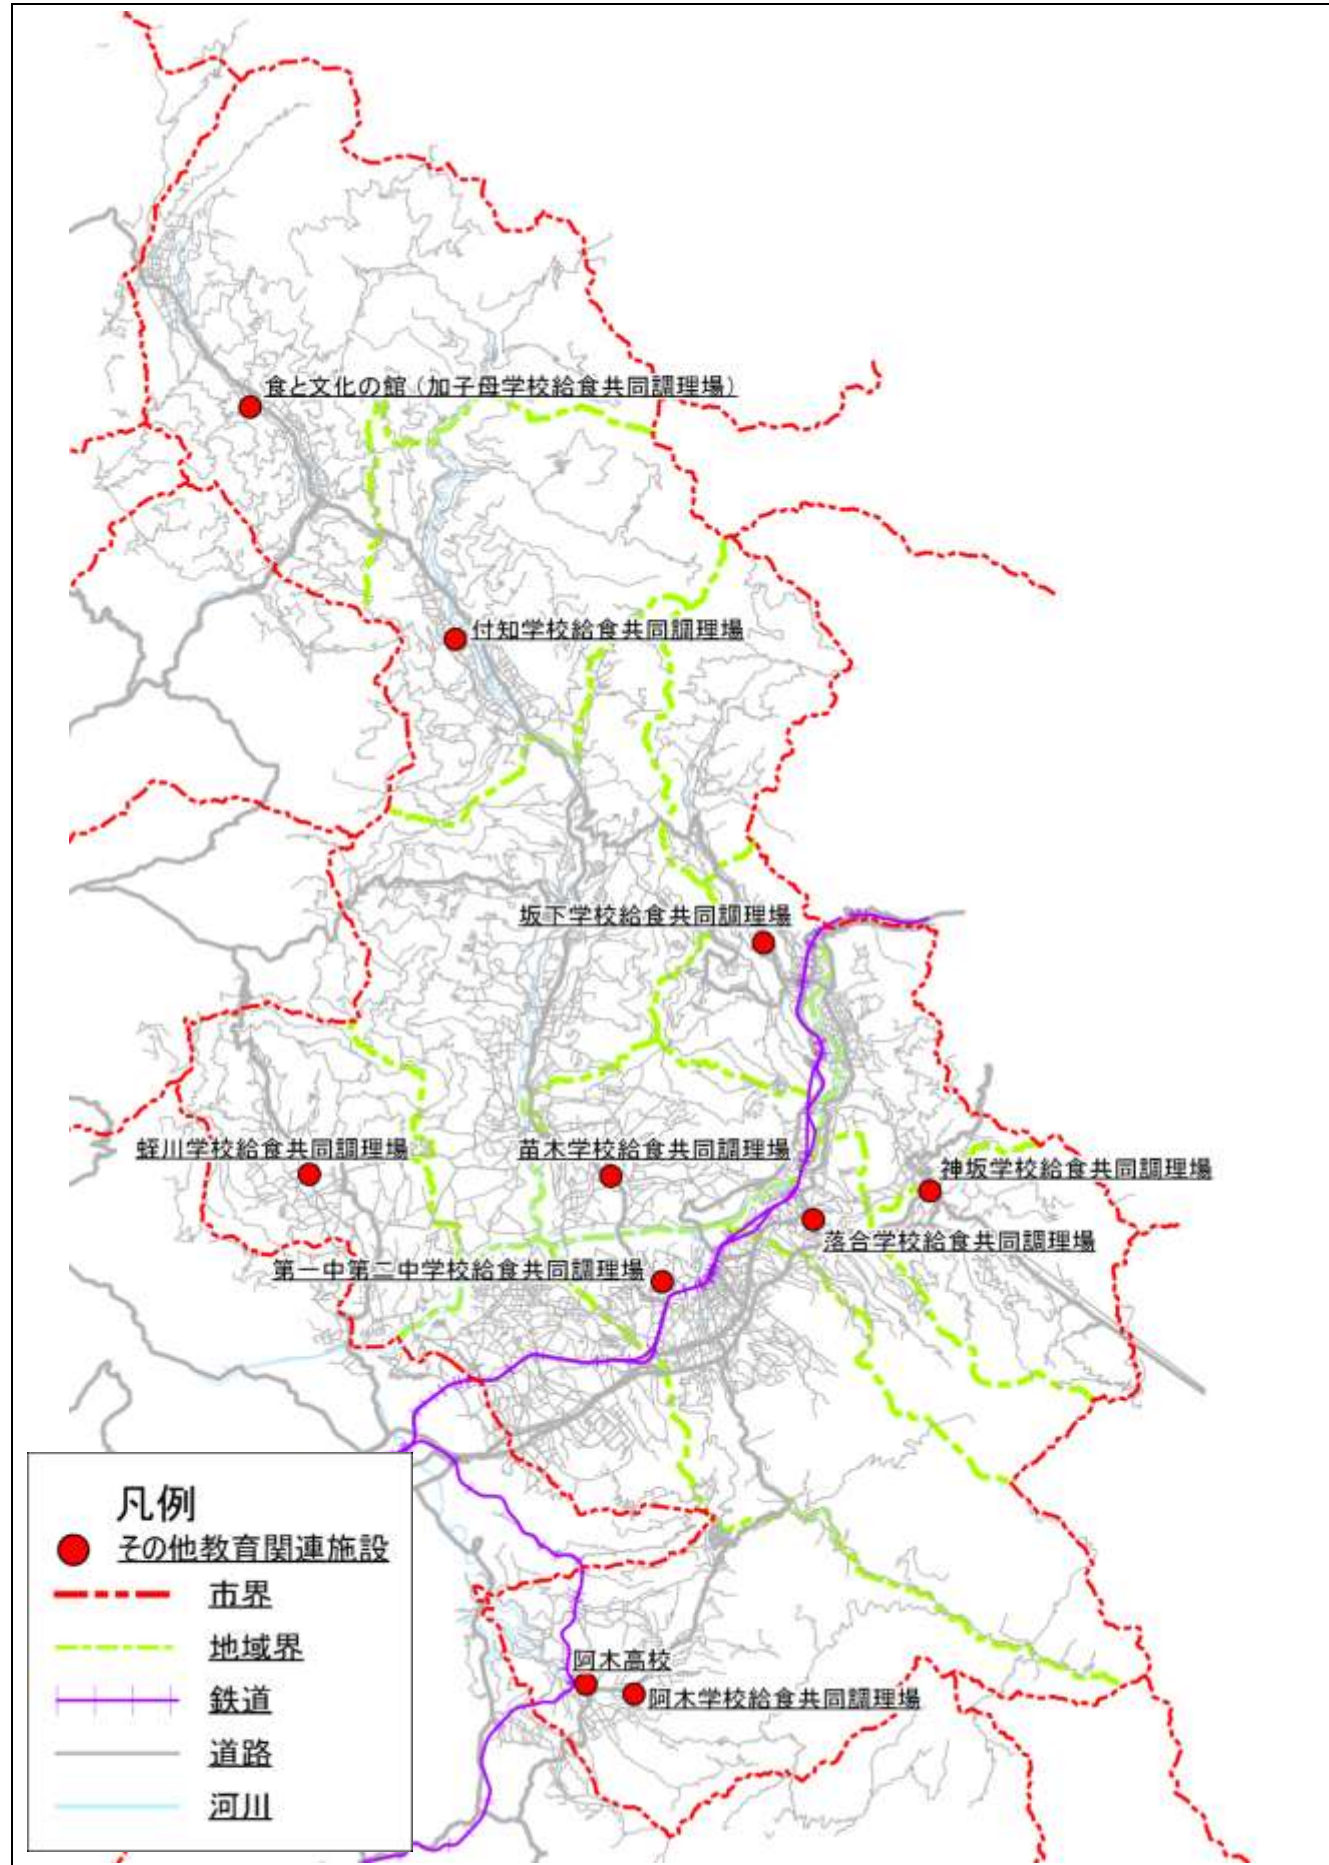 食と文化の館（加子母学校給食共同調理場）
付知学校給食共同調理場
坂下学校給食共同調理場
蛭川学校給食共同調理場
苗木学校給食共同調理場
神坂学校給食共同調理場
落合学校給食共同調理場
第一中第二中学校給食共同調理場
凡例
その他教育関連施設
市界
地域界
鉄道
道路
河川
阿木高校
阿木学校給食共同調理場